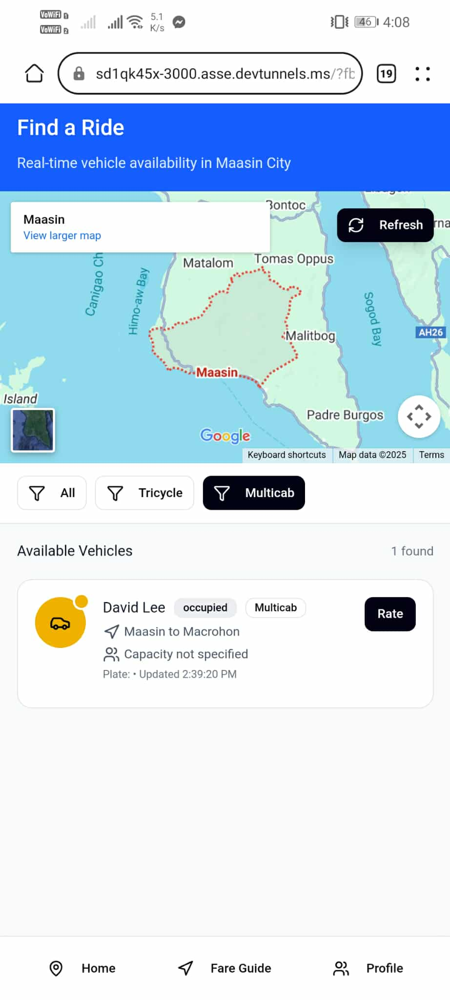 VoWiFi 1
VoWiFi 2
5.1
K/s
46
4:08
sd1qk45x-3000.asse.devtunnels.ms/?fb
19
Find a Ride
Real-time vehicle availability in Maasin City
Maasin
View larger map
Bontoc
Refresh
Canigao Ch
Himo-aw Bay
Matalom
Tomas Oppus
Sogod Bay
AH26
Malitbog
Maasin
Island
Padre Burgos
Google
Keyboard shortcuts
Map data ©2025
Terms
All
Tricycle
Multicab
Available Vehicles
1 found
David Lee
occupied
Multicab
Rate
Maasin to Macrohon
Capacity not specified
Plate: • Updated 2:39:20 PM
Home
Fare Guide
Profile